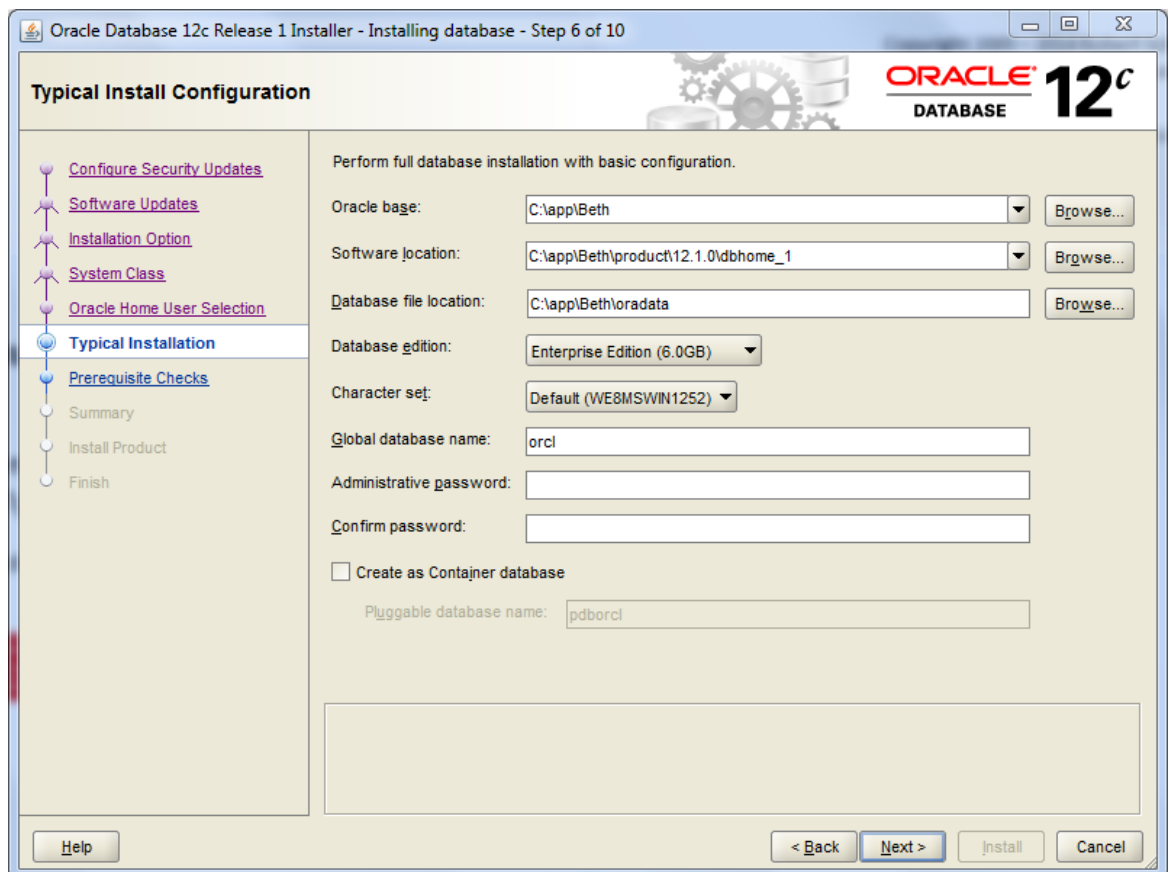 Oracle Database 12c Release 1 Installer - Installing database - Step 6 of 10
Typical Install Configuration
ORACLE
DATABASE
12c
Configure Security Updates
Software Updates
Installation Option
System Class
Oracle Home User Selection
Typical Installation
Prerequisite Checks
Summary
Install Product
Finish
Perform full database installation with basic configuration.
Oracle base: C:\app\Beth Browse...
Software location: C:\app\Beth\product\12.1.0\dbhome_1 Browse...
Database file location: C:\app\Beth\oradata Browse...
Database edition: Enterprise Edition (6.0GB)
Character set: Default (WE8MSWIN1252)
Global database name: orcl
Administrative password:
Confirm password:
Create as Container database
Pluggable database name: pdborcl
Help < Back Next > Install Cancel